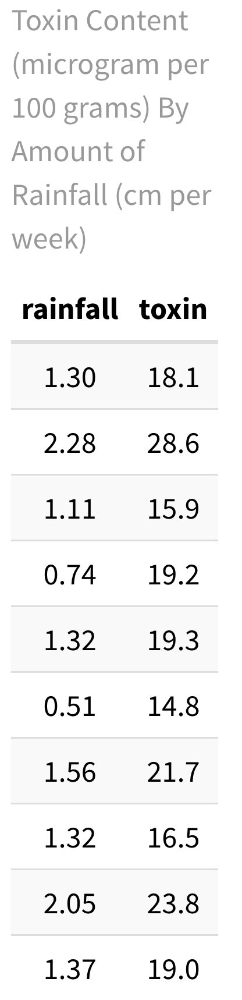 Toxin Content
(microgram per
100 grams) By
Amount of
Rainfall (cm per
week)
rainfall toxin
1.30 18.1
2.28 28.6
1.11 15.9
0.74 19.2
1.32 19.3
0.51 14.8
1.56 21.7
1.32 16.5
2.05 23.8
1.37 19.0